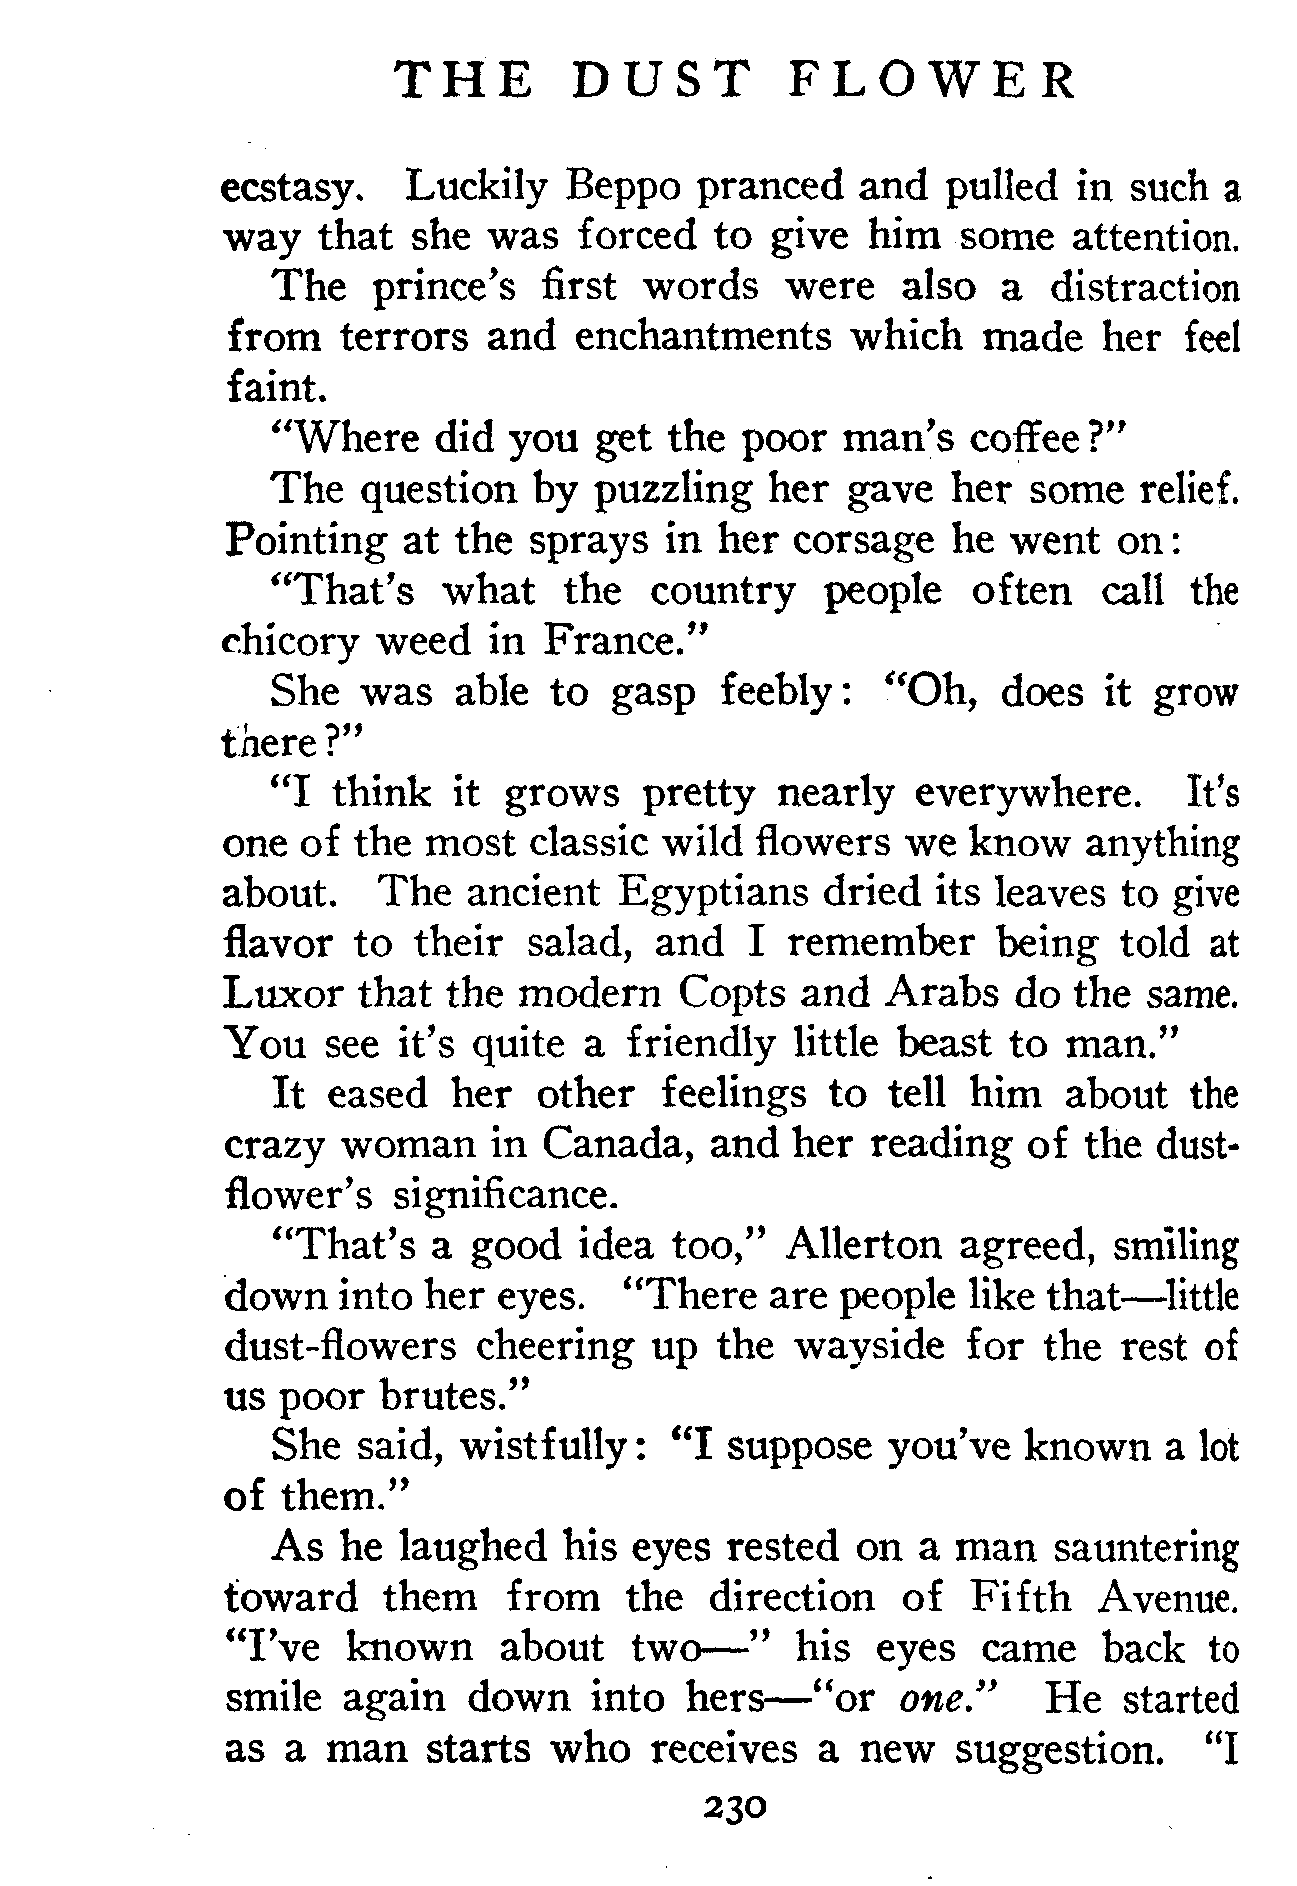 THE DUST FLOWER
ecstasy. Luckily Beppo pranced and pulled in such a
way that she was forced to give him some attention.
The prince's first words were also a distraction
from terrors and enchantments which made her feel
faint.
"Where did you get the poor man's coffee?"
The question by puzzling her gave her some relief.
Pointing at the sprays in her corsage he went on:
"That's what the country people often call the
chicory weed in France."
She was able to gasp feebly: "Oh, does it grow
there?"
"I think it grows pretty nearly everywhere. It's
one of the most classic wild flowers we know anything
about. The ancient Egyptians dried its leaves to give
flavor to their salad, and I remember being told at
Luxor that the modern Copts and Arabs do the same.
You see it's quite a friendly little beast to man."
It eased her other feelings to tell him about the
crazy woman in Canada, and her reading of the dust-
flower's significance.
"That's a good idea too," Allerton agreed, smiling
down into her eyes. "There are people like that—little
dust-flowers cheering up the wayside for the rest of
us poor brutes."
She said, wistfully: "I suppose you've known a lot
of them."
As he laughed his eyes rested on a man sauntering
toward them from the direction of Fifth Avenue.
"I've known about two—" his eyes came back to
smile again down into hers—"or one." He started
as a man starts who receives a new suggestion. "I
230